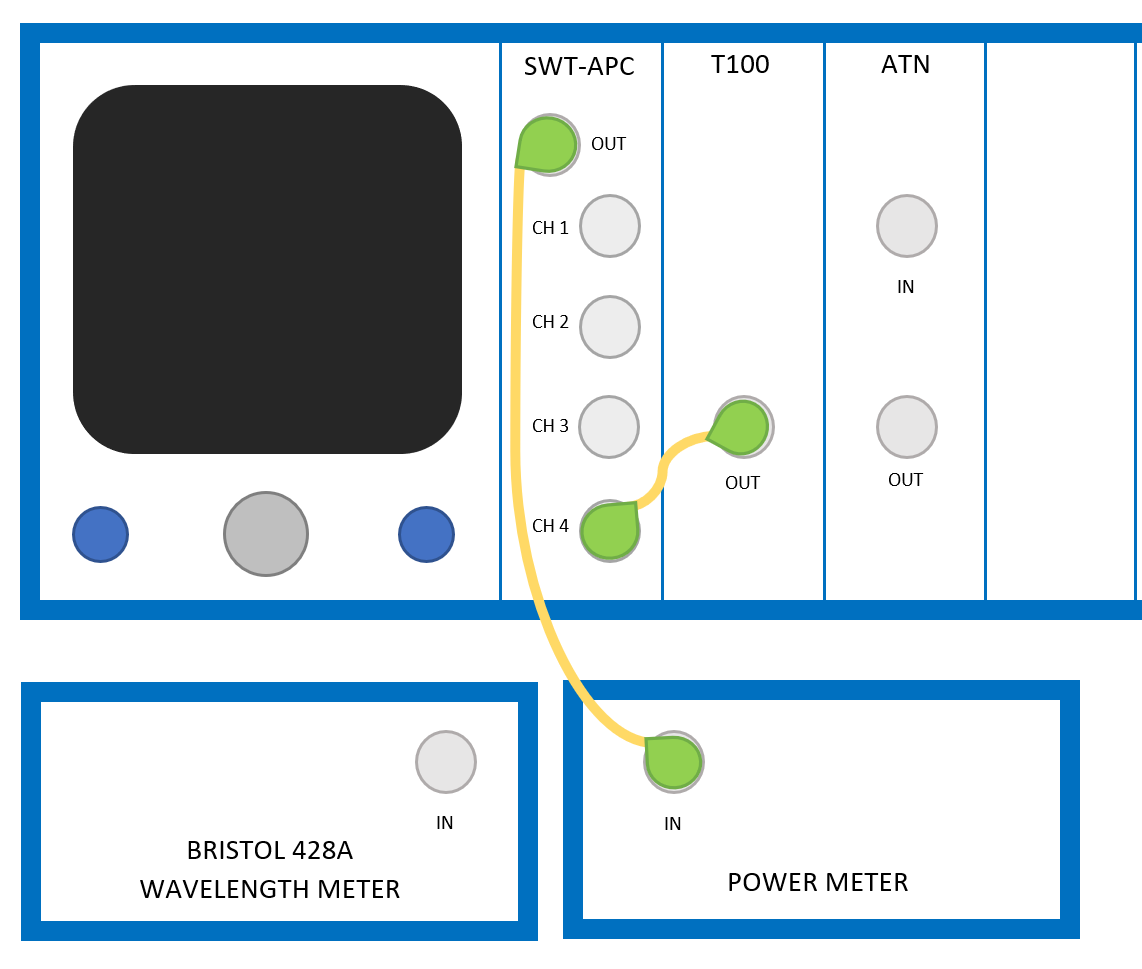 SWT-APC
T100
ATN
OUT
CH 1
IN
CH 2
CH 3
OUT
OUT
CH 4
IN
BRISTOL 428A
WAVELENGTH METER
IN
POWER METER